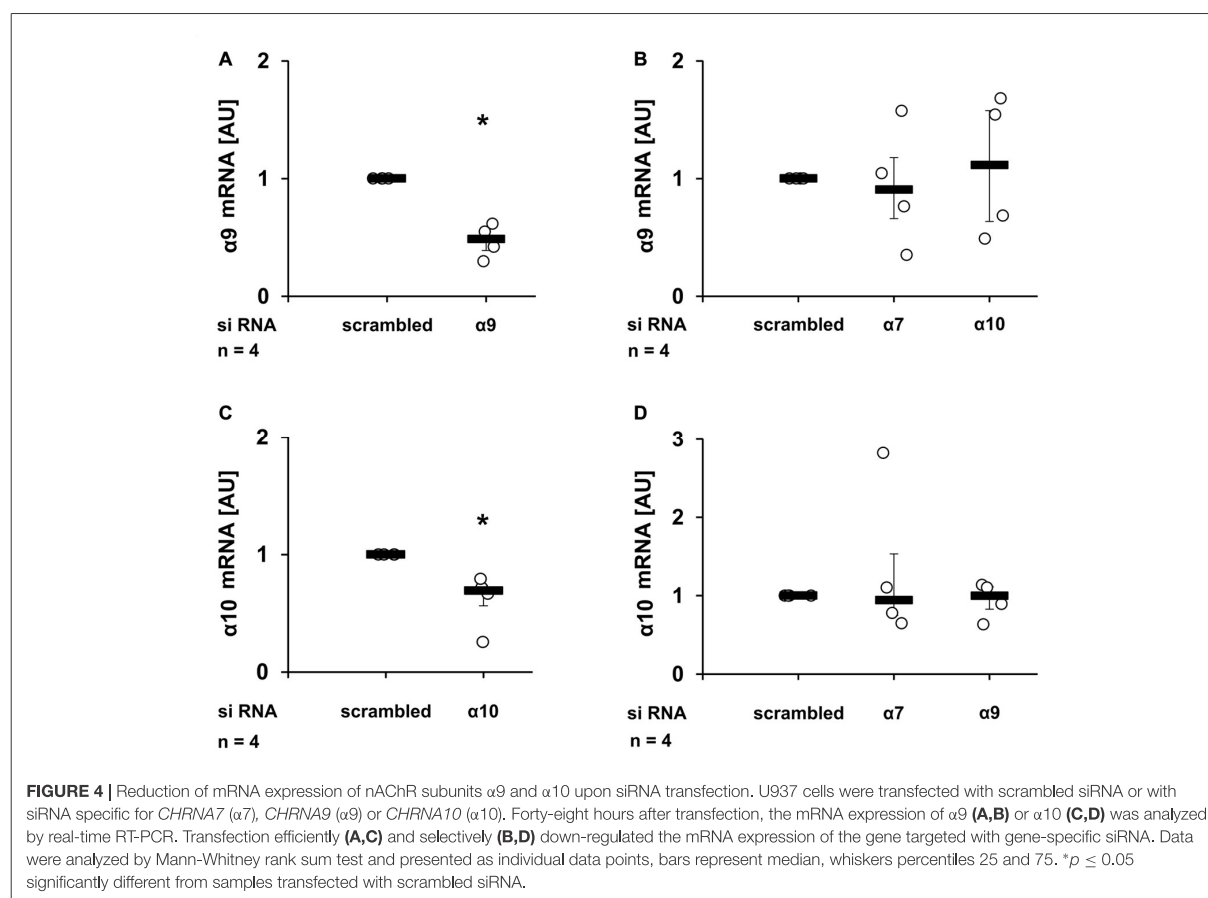 A
2
*
1
α9 mRNA [AU]
0
si RNA scrambled α9
n = 4
B
2
1
α9 mRNA [AU]
0
si RNA scrambled α7 α10
n = 4
C
2
*
1
α10 mRNA [AU]
0
si RNA scrambled α10
n = 4
D
3
2
1
α10 mRNA [AU]
0
si RNA scrambled α7 α9
n = 4
FIGURE 4 | Reduction of mRNA expression of nAChR subunits α9 and α10 upon siRNA transfection. U937 cells were transfected with scrambled siRNA or with
siRNA specific for CHRNA7 (α7), CHRNA9 (α9) or CHRNA10 (α10). Forty-eight hours after transfection, the mRNA expression of α9 (A,B) or α10 (C,D) was analyzed
by real-time RT-PCR. Transfection efficiently (A,C) and selectively (B,D) down-regulated the mRNA expression of the gene targeted with gene-specific siRNA. Data
were analyzed by Mann-Whitney rank sum test and presented as individual data points, bars represent median, whiskers percentiles 25 and 75. *p ≤ 0.05
significantly different from samples transfected with scrambled siRNA.